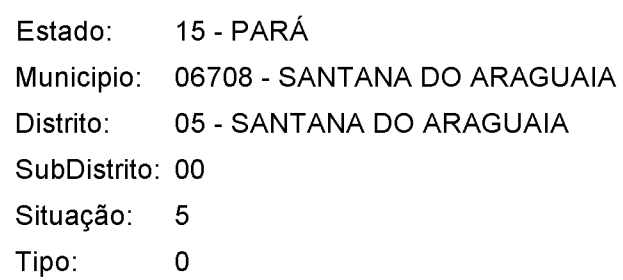 Estado: 15 - PARÁ
Municipio: 06708 - SANTANA DO ARAGUAIA
Distrito: 05 - SANTANA DO ARAGUAIA
SubDistrito: 00
Situação: 5
Tipo: 0